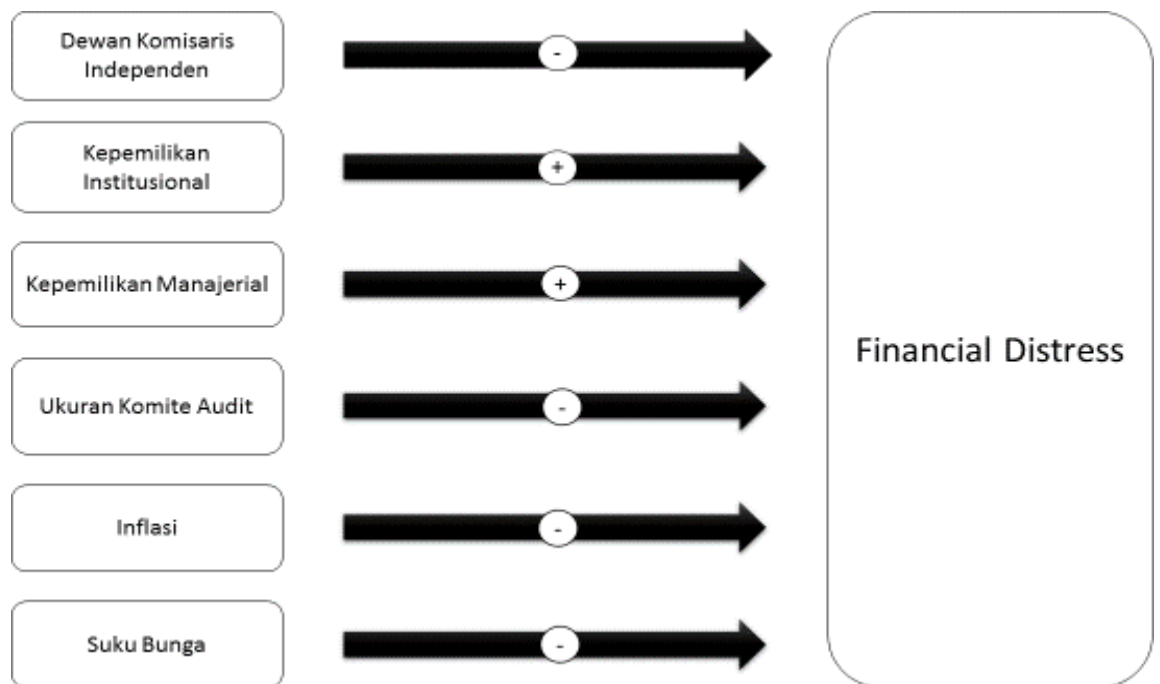 Dewan Komisaris
Independen
-
Kepemilikan
Institusional
+
Kepemilikan Manajerial
+
Ukuran Komite Audit
-
Inflasi
-
Suku Bunga
-
Financial Distress